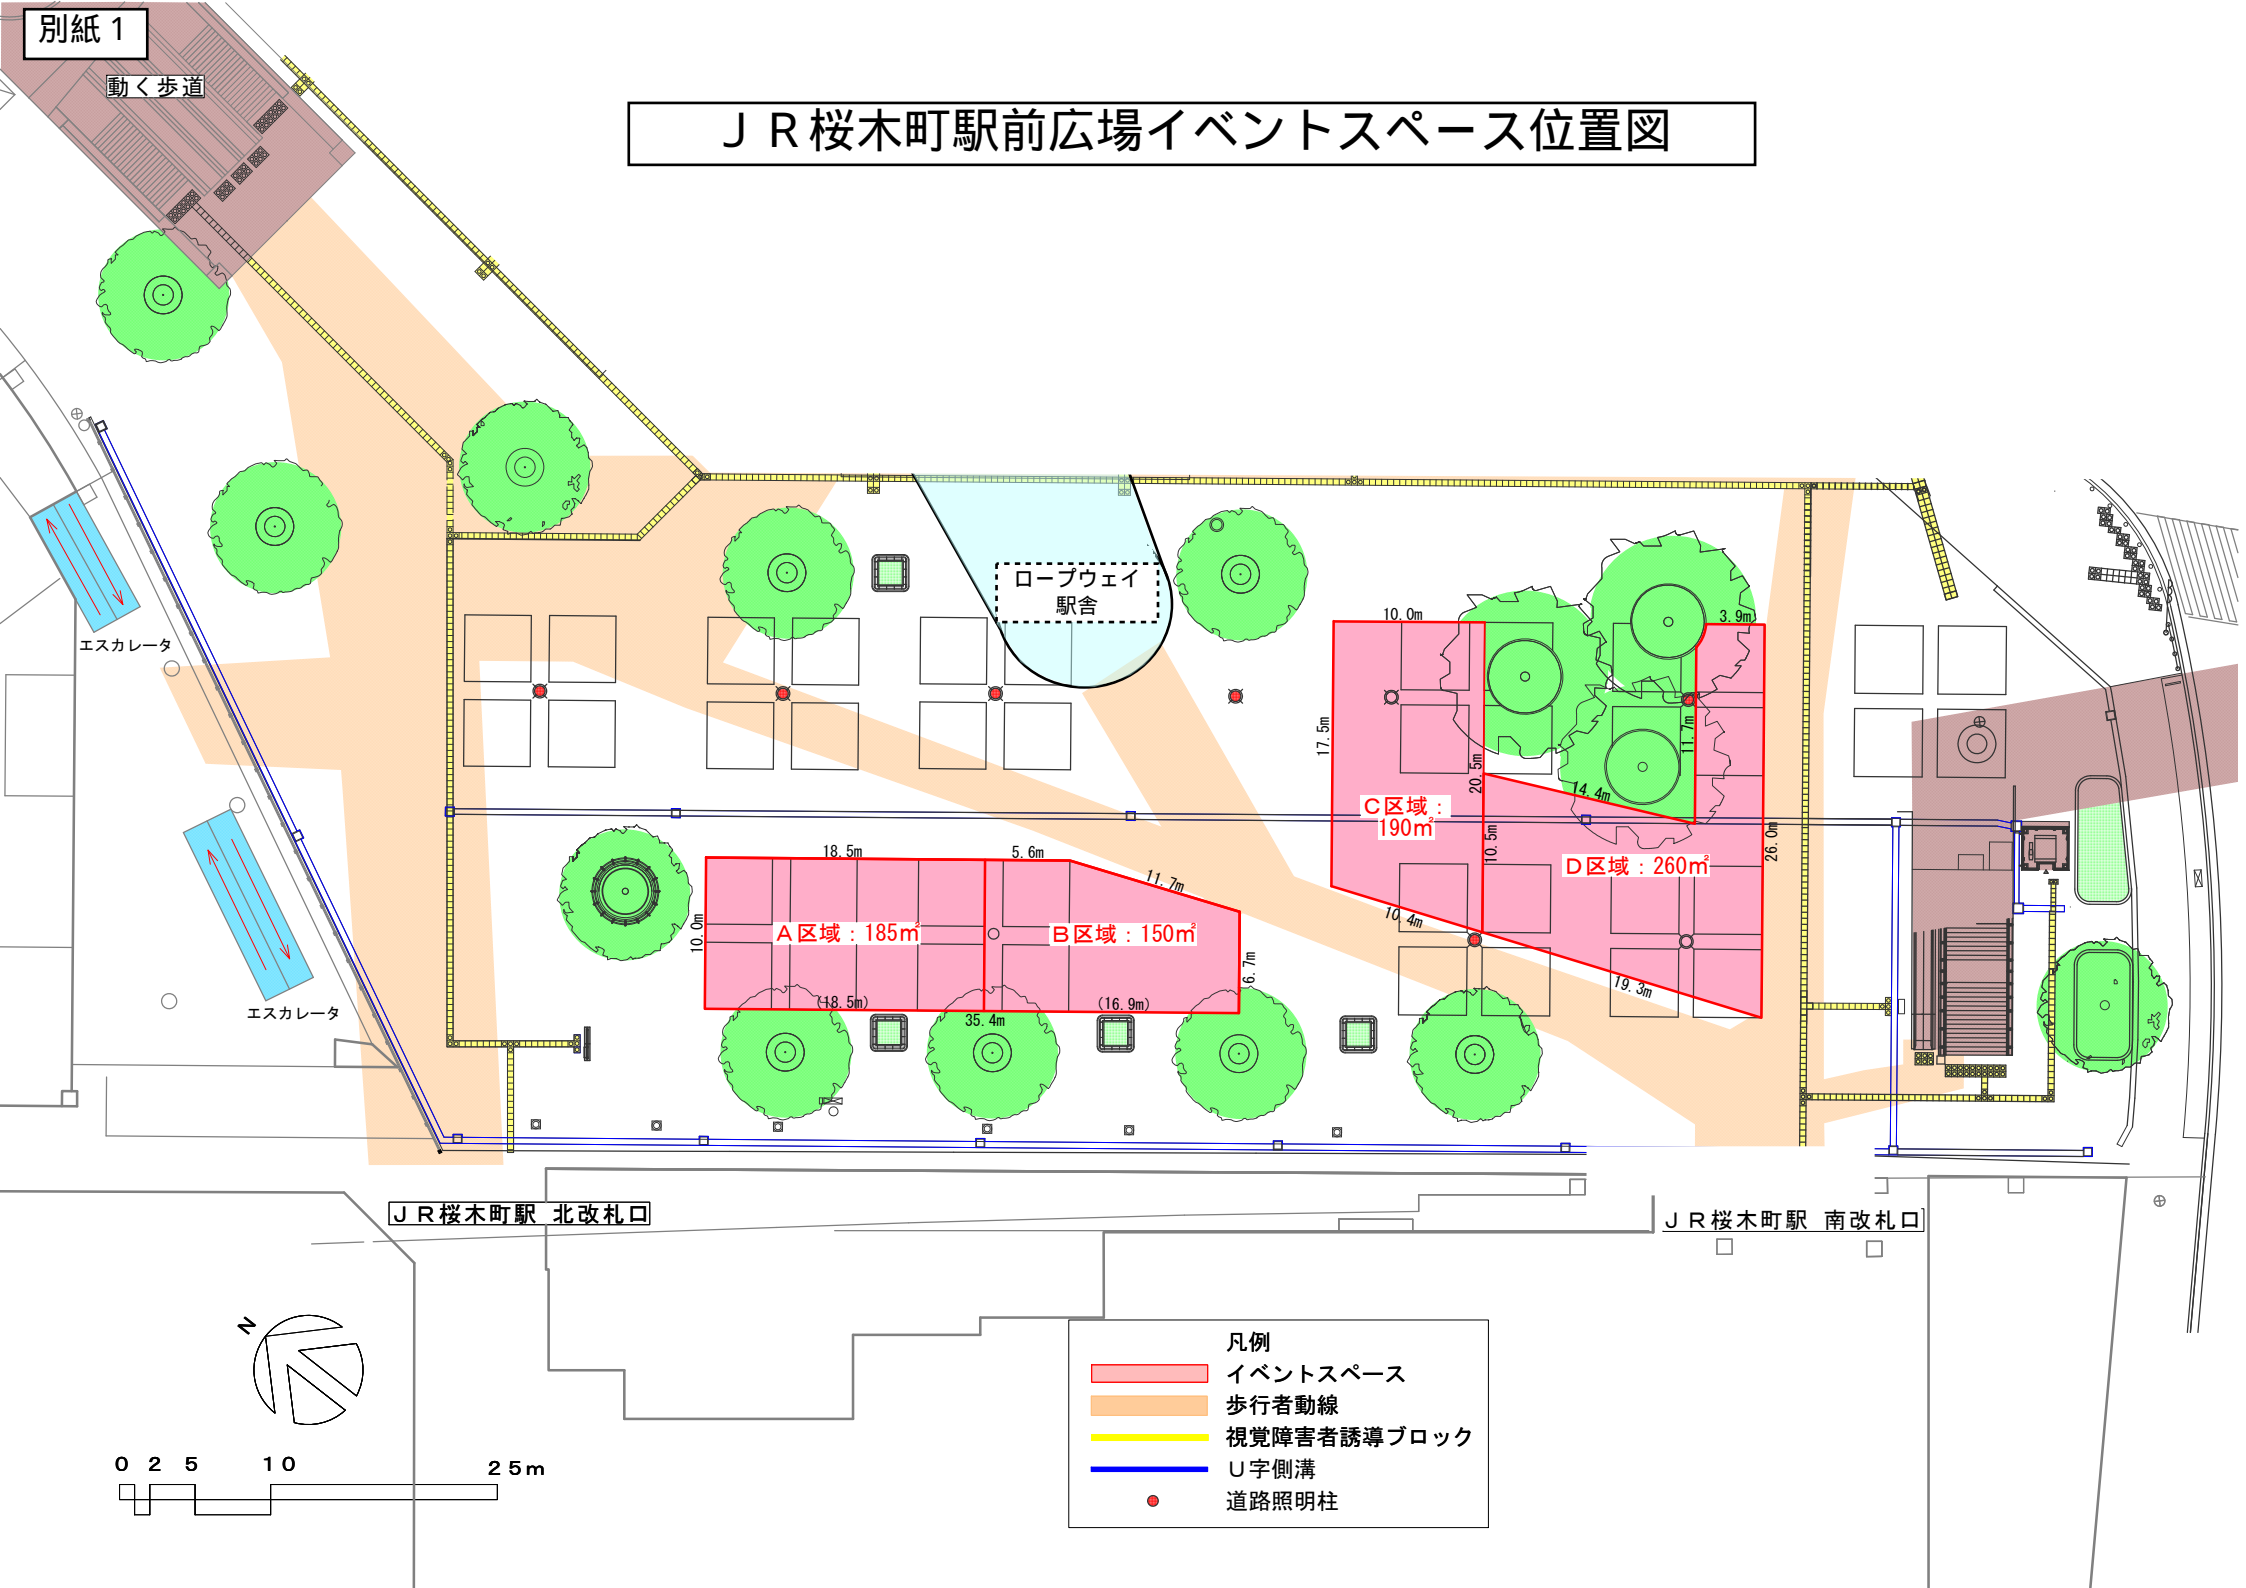 別紙１
動く歩道
ＪＲ桜木町駅前広場イベントスペース位置図
ロープウェイ
駅舎
エスカレータ
エスカレータ
10.0m
3.9m
17.5m
20.5m
11.7m
14.4m
C区域：
190㎡
10.5m
26.0m
D区域：260㎡
10.4m
19.3m
18.5m
5.6m
11.7m
10.0m
A区域：185㎡
B区域：150㎡
6.7m
(18.5m)
(16.9m)
35.4m
ＪＲ桜木町駅 北改札口
ＪＲ桜木町駅 南改札口
N
0 2 5 10 25m
凡例
イベントスペース
歩行者動線
視覚障害者誘導ブロック
Ｕ字側溝
道路照明柱